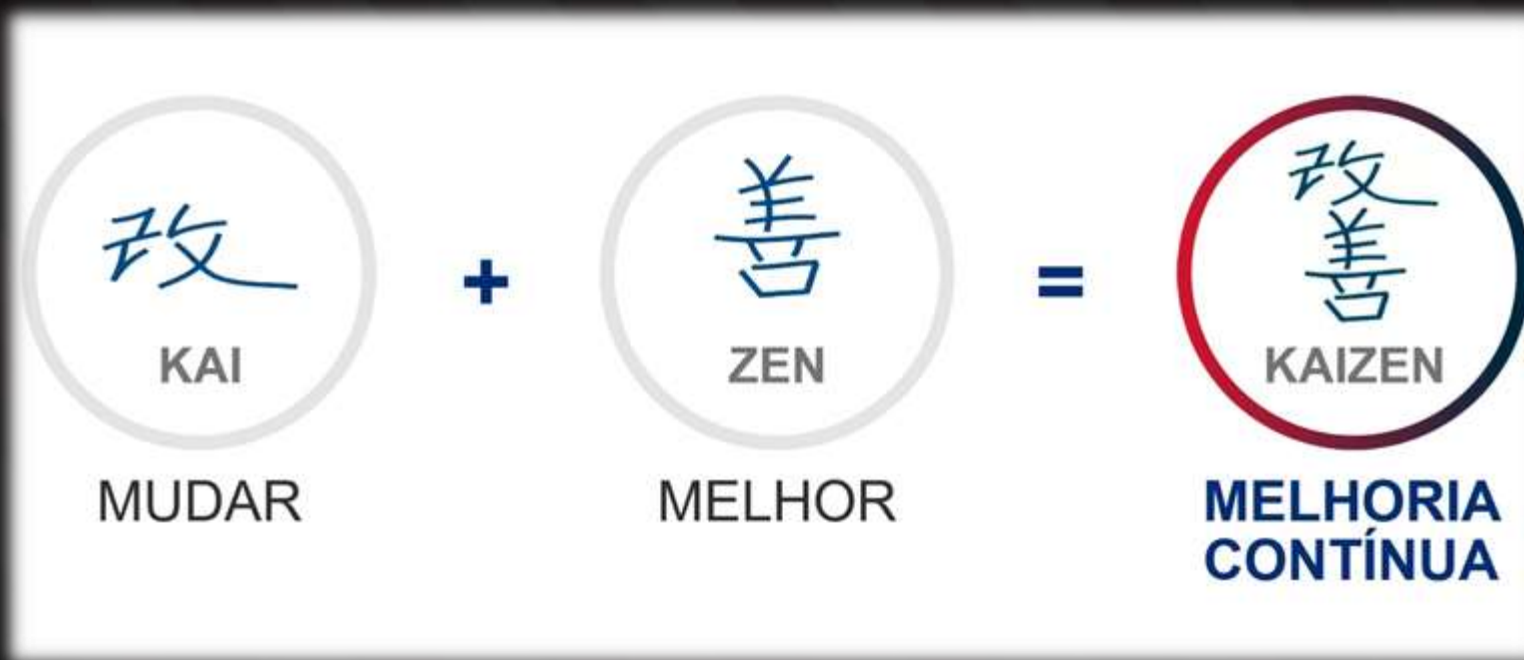 改
KAI
MUDAR
+
善
ZEN
MELHOR
=
改
善
KAIZEN
MELHORIA
CONTÍNUA